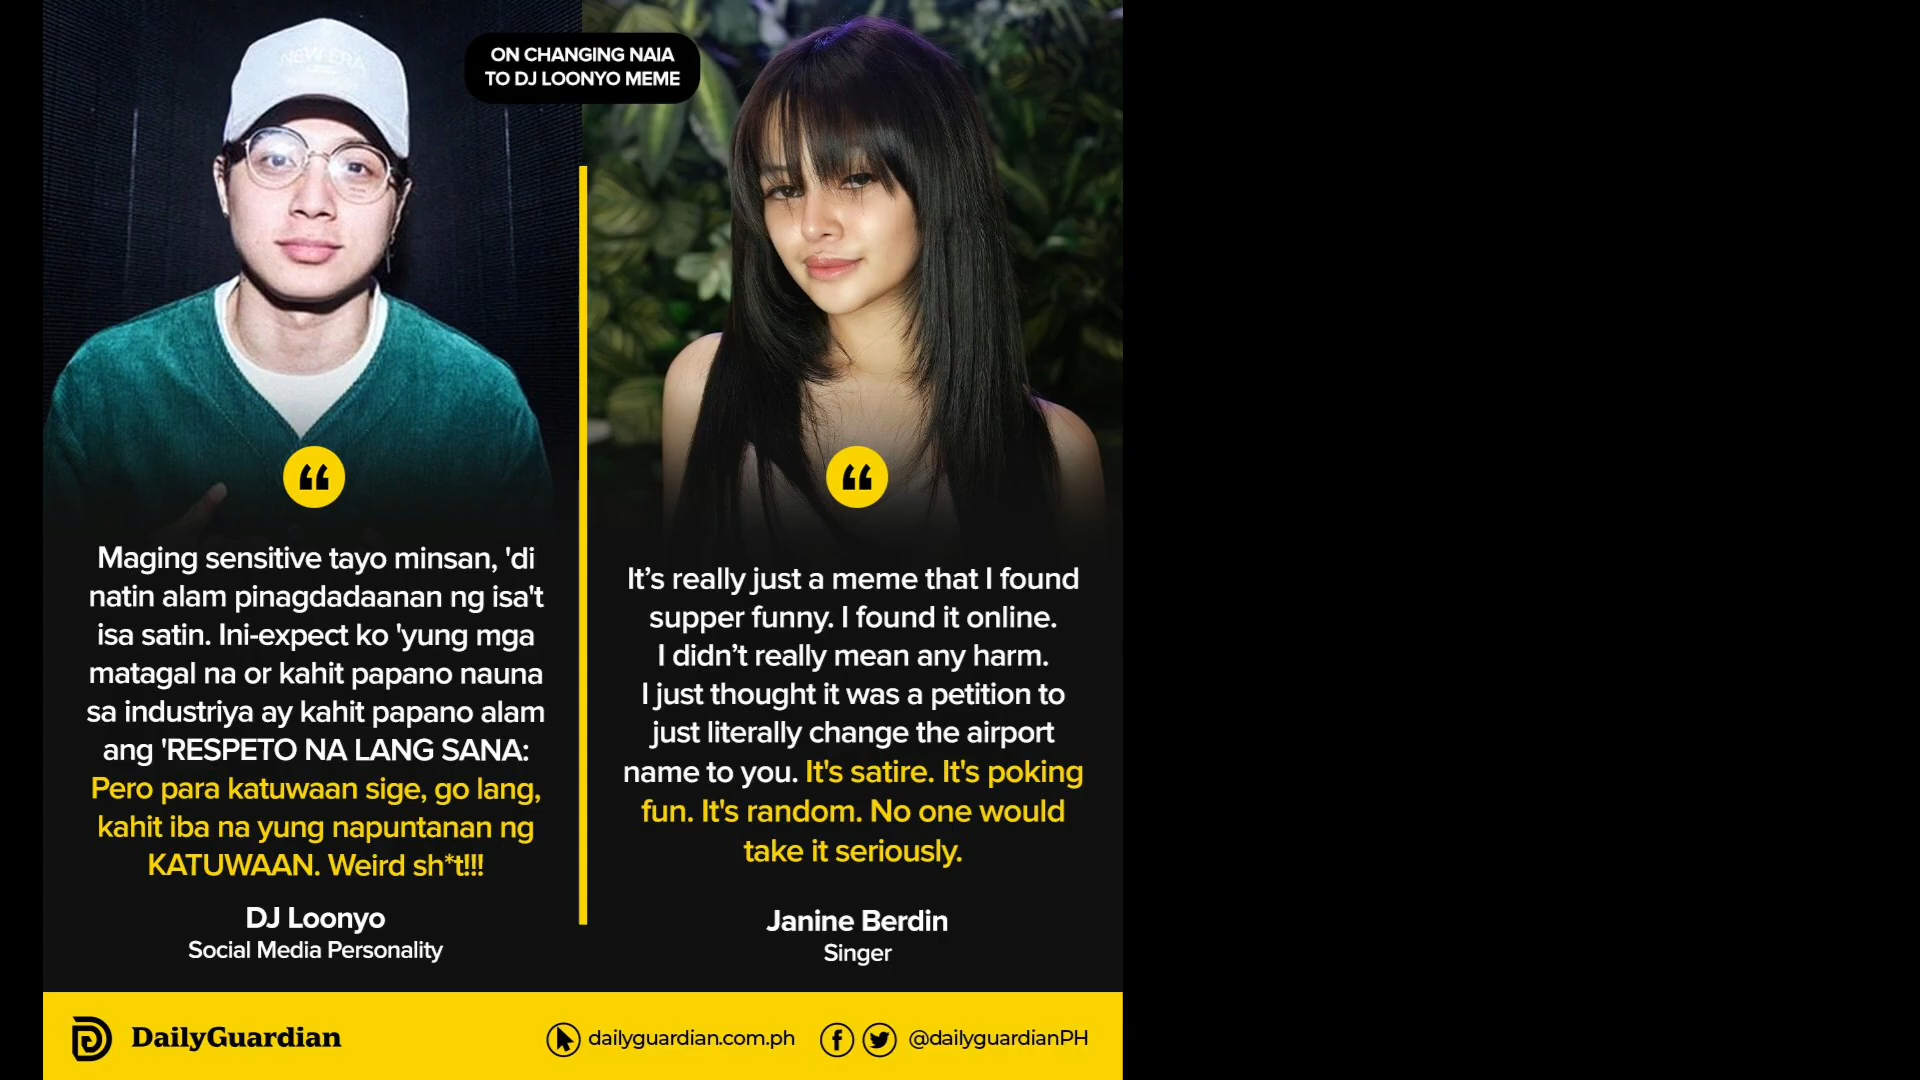 NEW ERA
ON CHANGING NAIA
TO DJ LOONYO MEME
Maging sensitive tayo minsan, 'di
natin alam pinagdadaanan ng isa't
isa satin. Ini-expect ko 'yung mga
matagal na or kahit papano nauna
sa industriya ay kahit papano alam
ang 'RESPETO NA LANG SANA:
Pero para katuwaan sige, go lang,
kahit iba na yung napuntanan ng
KATUWAAN. Weird sh*t!!!
DJ Loonyo
Social Media Personality
It’s really just a meme that I found
supper funny. I found it online.
I didn’t really mean any harm.
I just thought it was a petition to
just literally change the airport
name to you. It's satire. It's poking
fun. It's random. No one would
take it seriously.
Janine Berdin
Singer
DailyGuardian
dailyguardian.com.ph
@dailyguardianPH